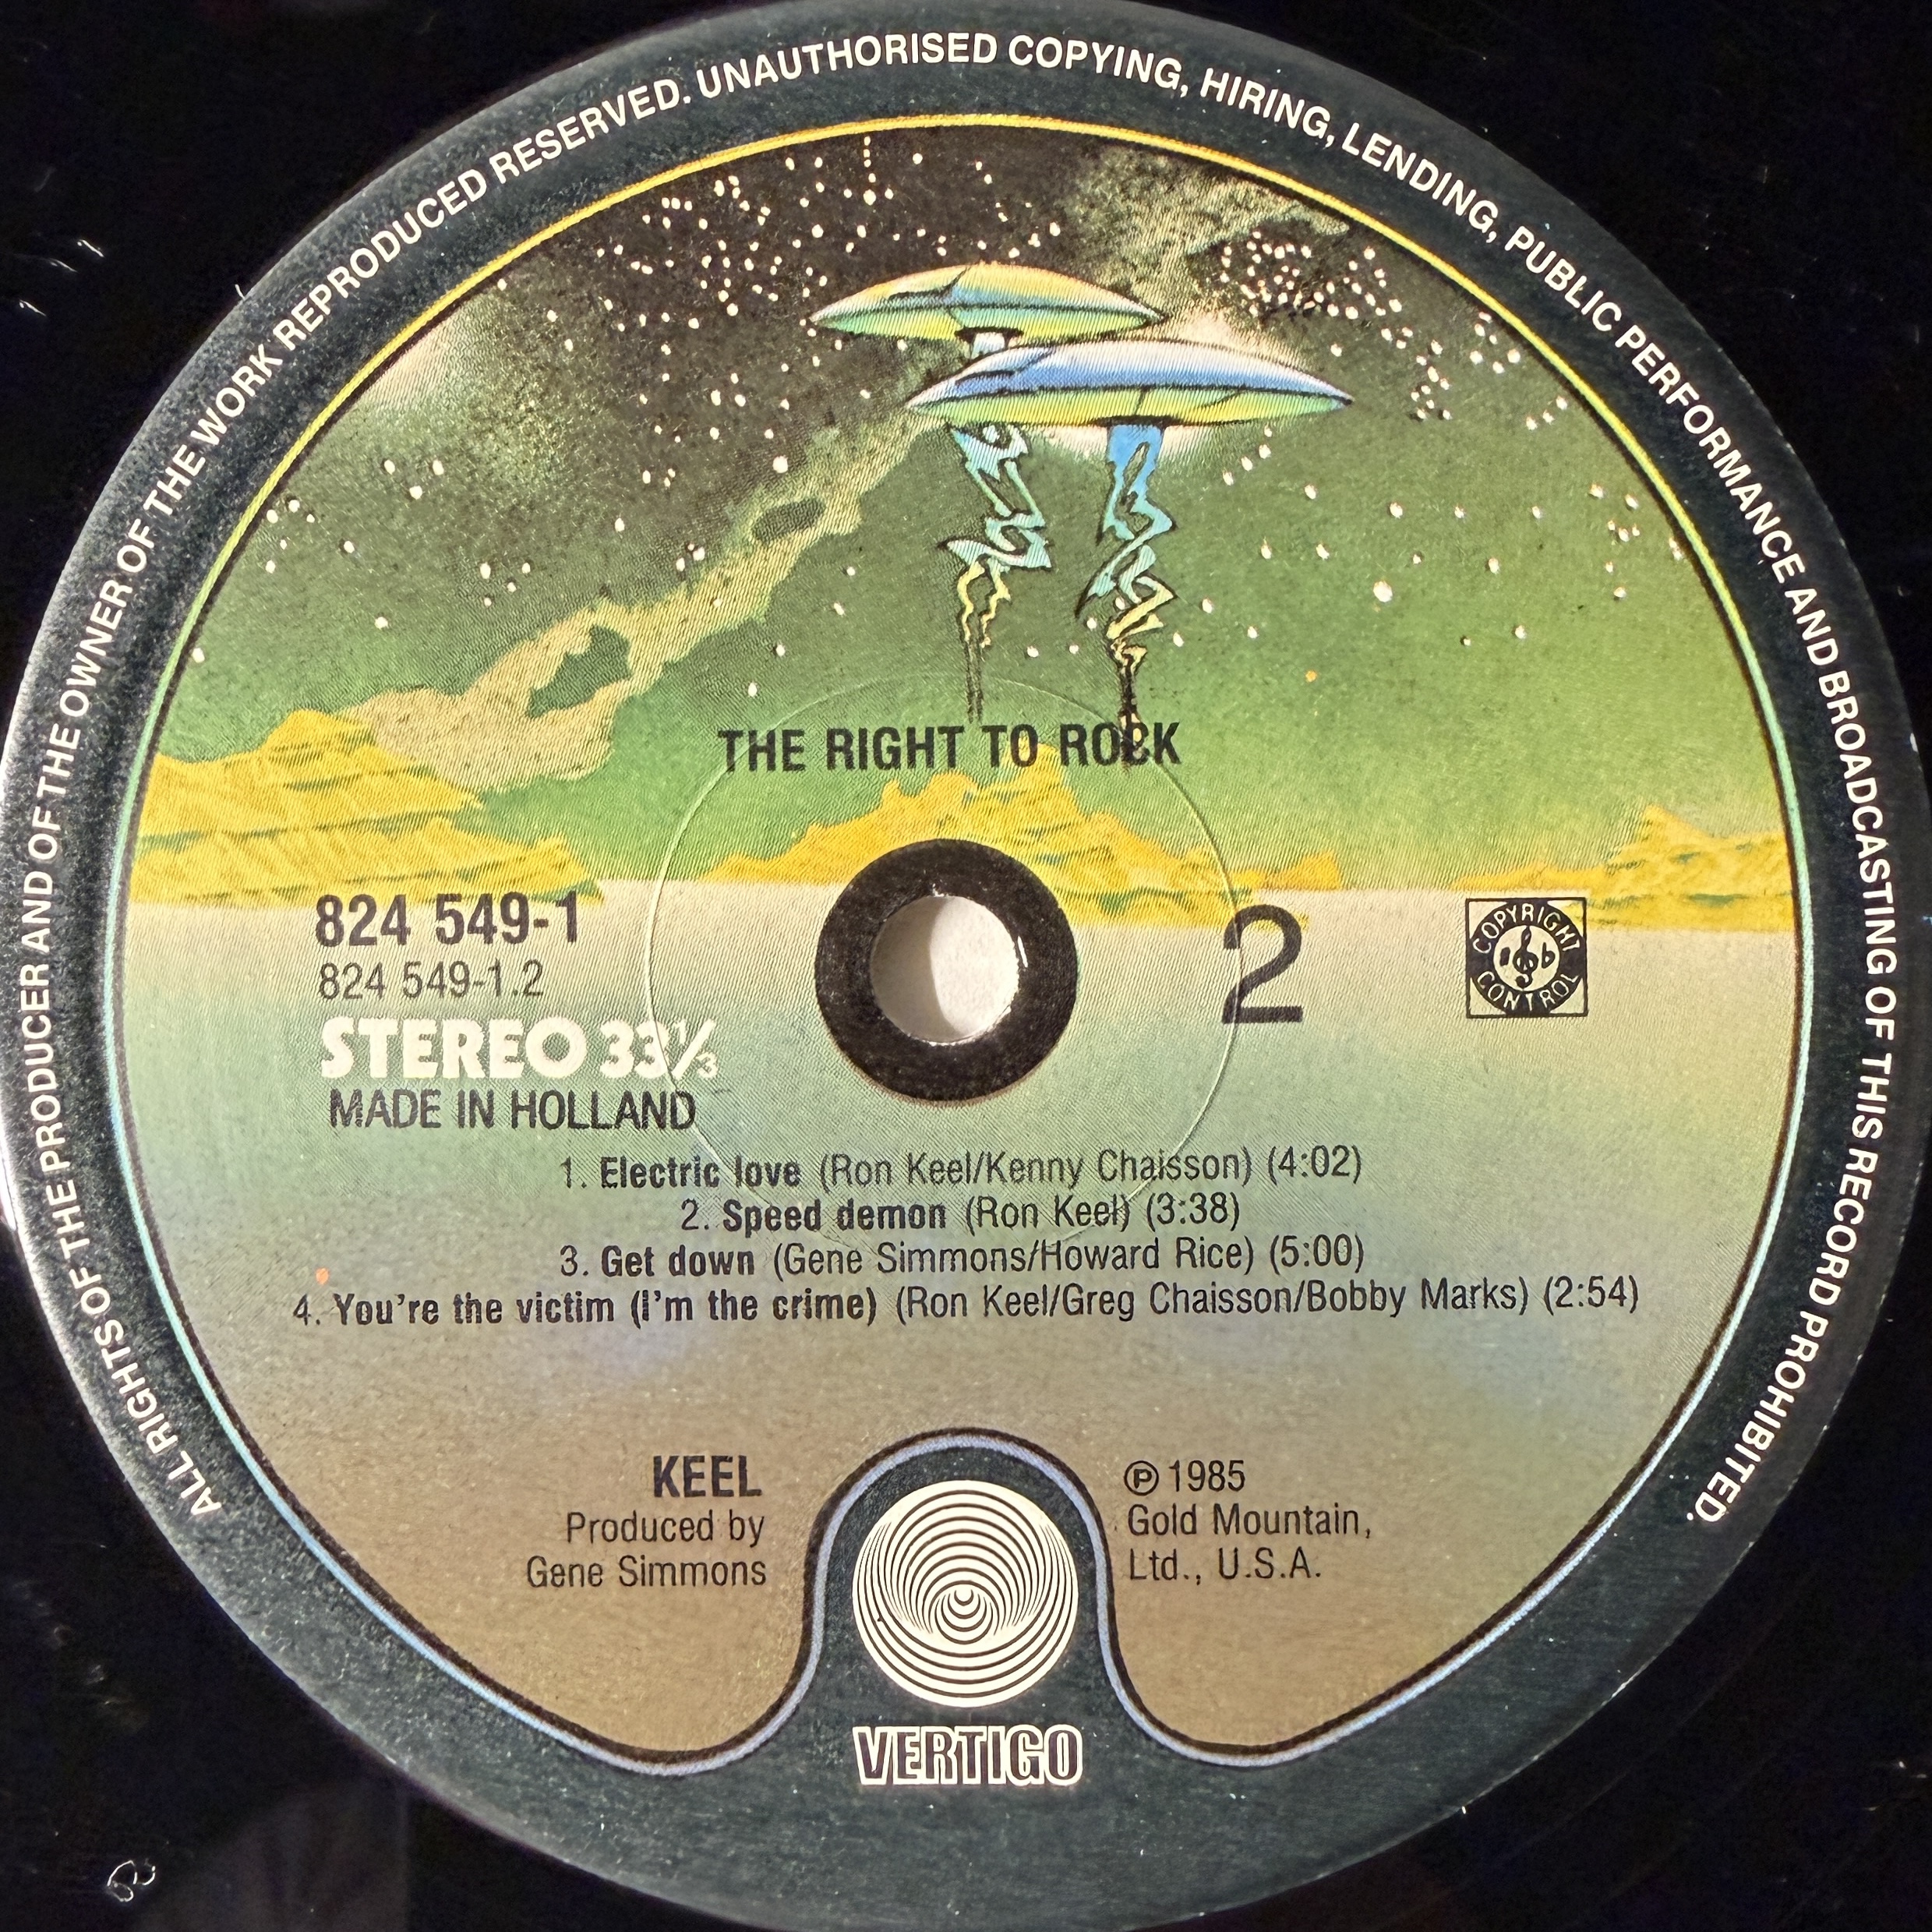 ALL RIGHTS OF THE PRODUCER AND OF THE OWNER OF THE WORK REPRODUCED RESERVED. UNAUTHORISED COPYING, HIRING, LENDING, PUBLIC PERFORMANCE AND BROADCASTING OF THIS RECORD PROHIBITED.
THE RIGHT TO ROCK
824 549-1
824 549-1.2
STEREO 33⅓
MADE IN HOLLAND
2
COPYRIGHT
CONTROL
1. Electric love (Ron Keel/Kenny Chaisson) (4:02)
2. Speed demon (Ron Keel) (3:38)
3. Get down (Gene Simmons/Howard Rice) (5:00)
4. You're the victim (I'm the crime) (Ron Keel/Greg Chaisson/Bobby Marks) (2:54)
KEEL
Produced by
Gene Simmons
℗ 1985
Gold Mountain,
Ltd., U.S.A.
VERTIGO